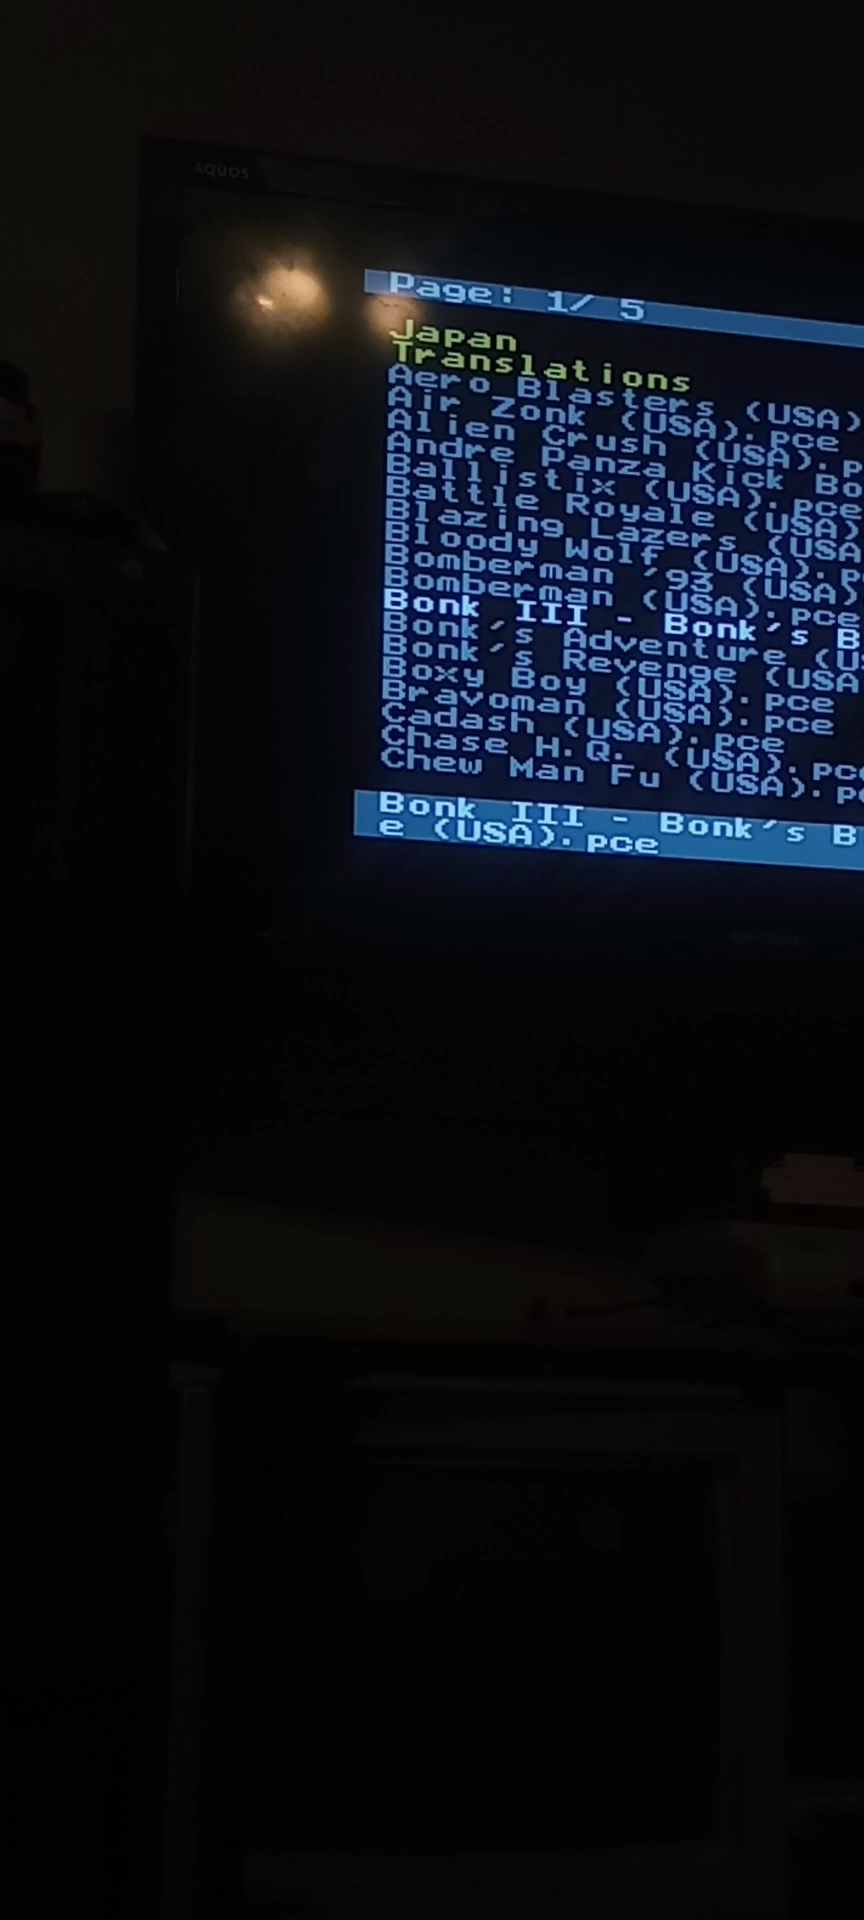 AQUOS
Page: 1/ 5
Japan
Translations
Aero Blasters (USA)
Air Zonk (USA).pce
Alien Crush (USA).p
Andre Panza Kick Bo
Ballistix (USA).pce
Battle Royale (USA)
Blazing Lazers (USA
Bloody Wolf (USA).p
Bomberman '93 (USA)
Bomberman (USA).pce
Bonk III - Bonk's B
Bonk's Adventure (U
Bonk's Revenge (USA
Boxy Boy (USA).pce
Bravoman (USA).pce
Cadash (USA).pce
Chase H.Q. (USA).pce
Chew Man Fu (USA).p
Bonk III - Bonk's B
e (USA).pce